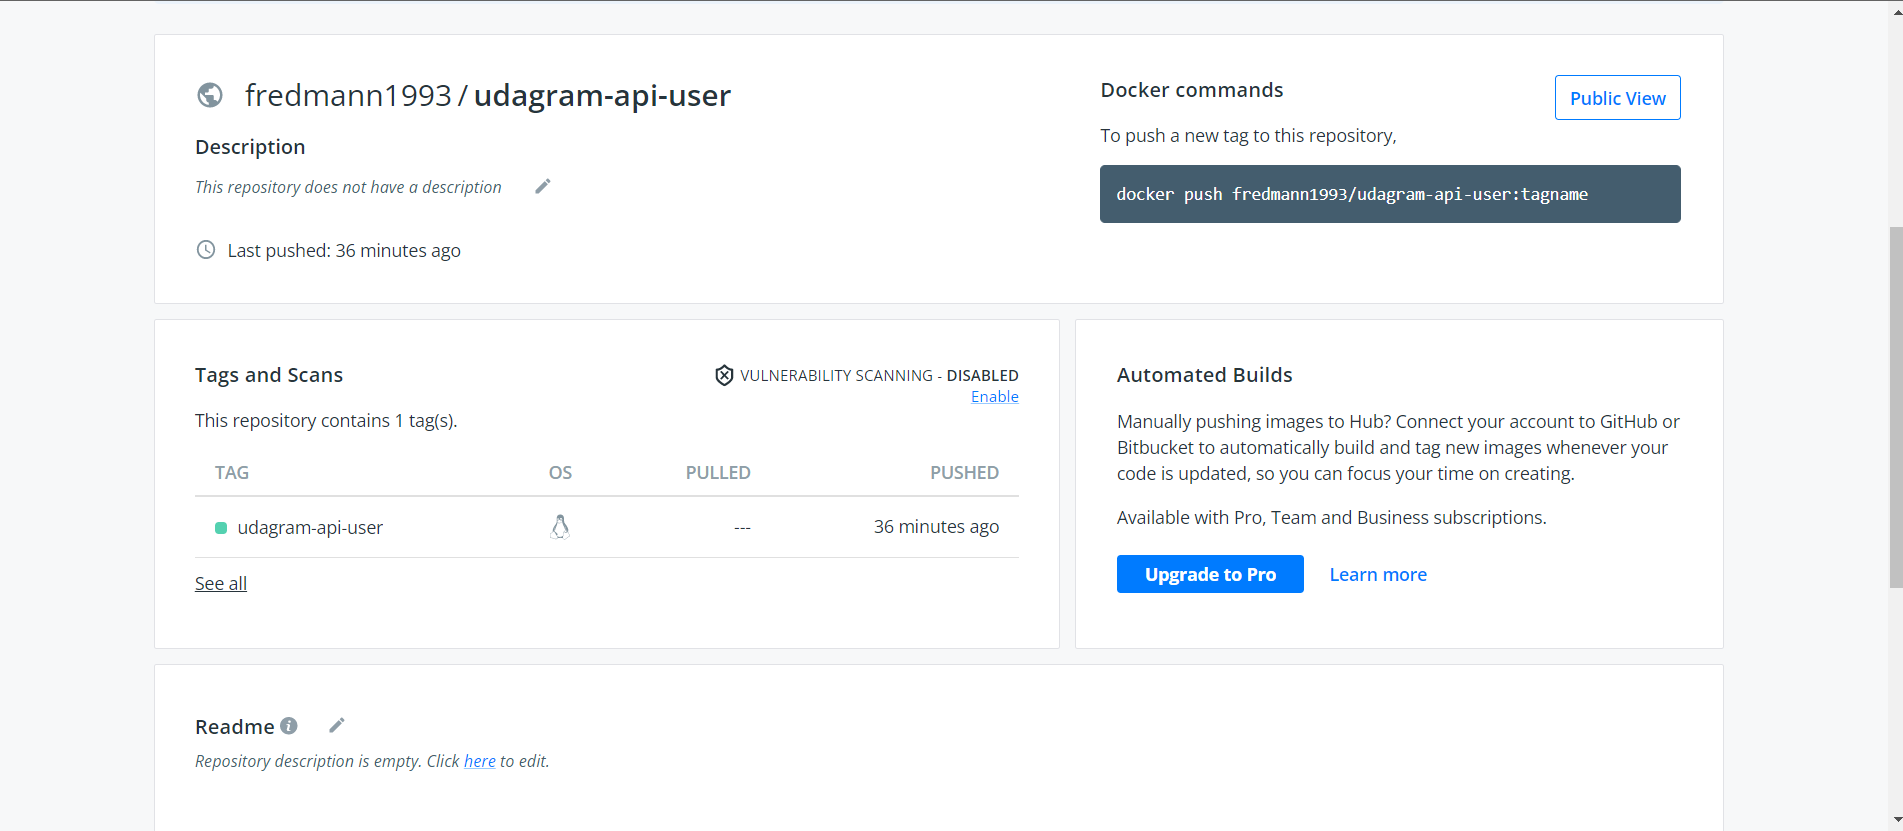 fredmann1993 / udagram-api-user
Description
This repository does not have a description
Last pushed: 36 minutes ago
Docker commands
Public View
To push a new tag to this repository,
docker push fredmann1993/udagram-api-user:tagname
Tags and Scans
VULNERABILITY SCANNING - DISABLED
Enable
This repository contains 1 tag(s).
TAG OS PULLED PUSHED
udagram-api-user --- 36 minutes ago
See all
Automated Builds
Manually pushing images to Hub? Connect your account to GitHub or
Bitbucket to automatically build and tag new images whenever your
code is updated, so you can focus your time on creating.
Available with Pro, Team and Business subscriptions.
Upgrade to Pro Learn more
Readme
Repository description is empty. Click here to edit.